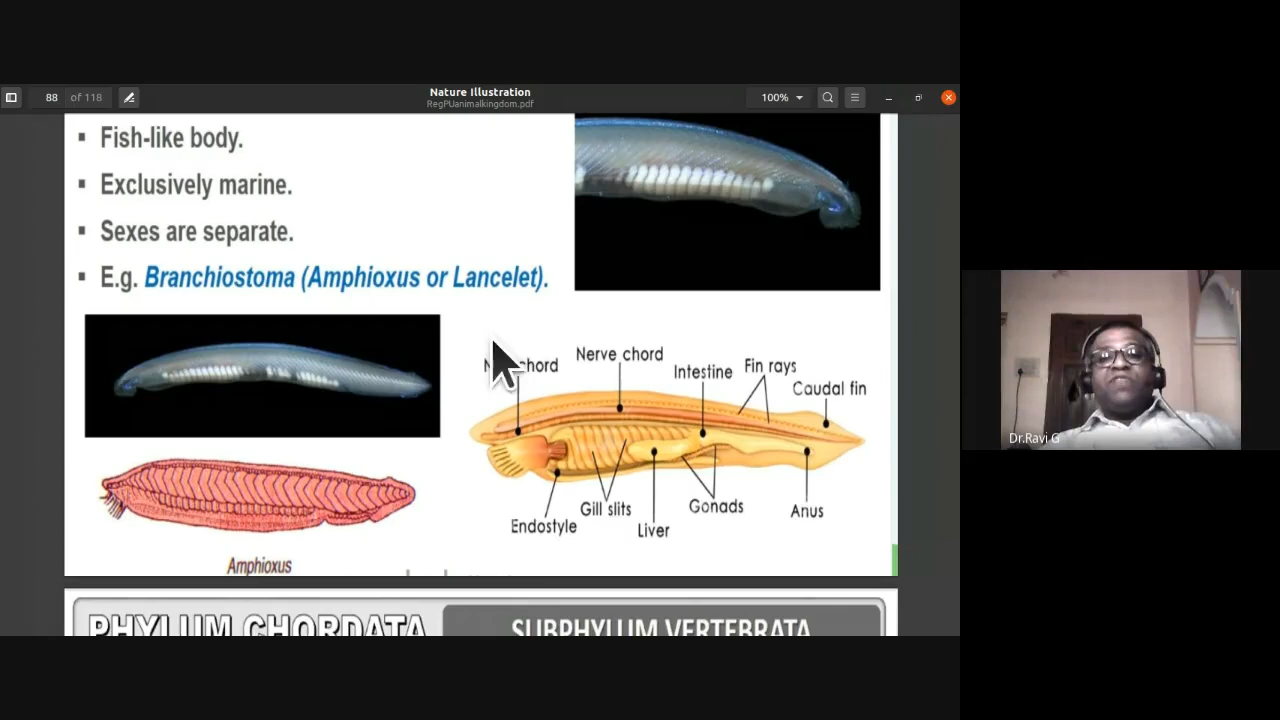 88 of 118
Nature Illustration
RegPUanimalkingdom.pdf
100%
▪ Fish-like body.
▪ Exclusively marine.
▪ Sexes are separate.
▪ E.g. Branchiostoma (Amphioxus or Lancelet).
Nerve chord
Intestine
Fin rays
Caudal fin
Endostyle
Gill slits
Liver
Gonads
Anus
Amphioxus
PHYLUM CHORDATA
SUBPHYLUM VERTEBRATA
Dr.Ravi G